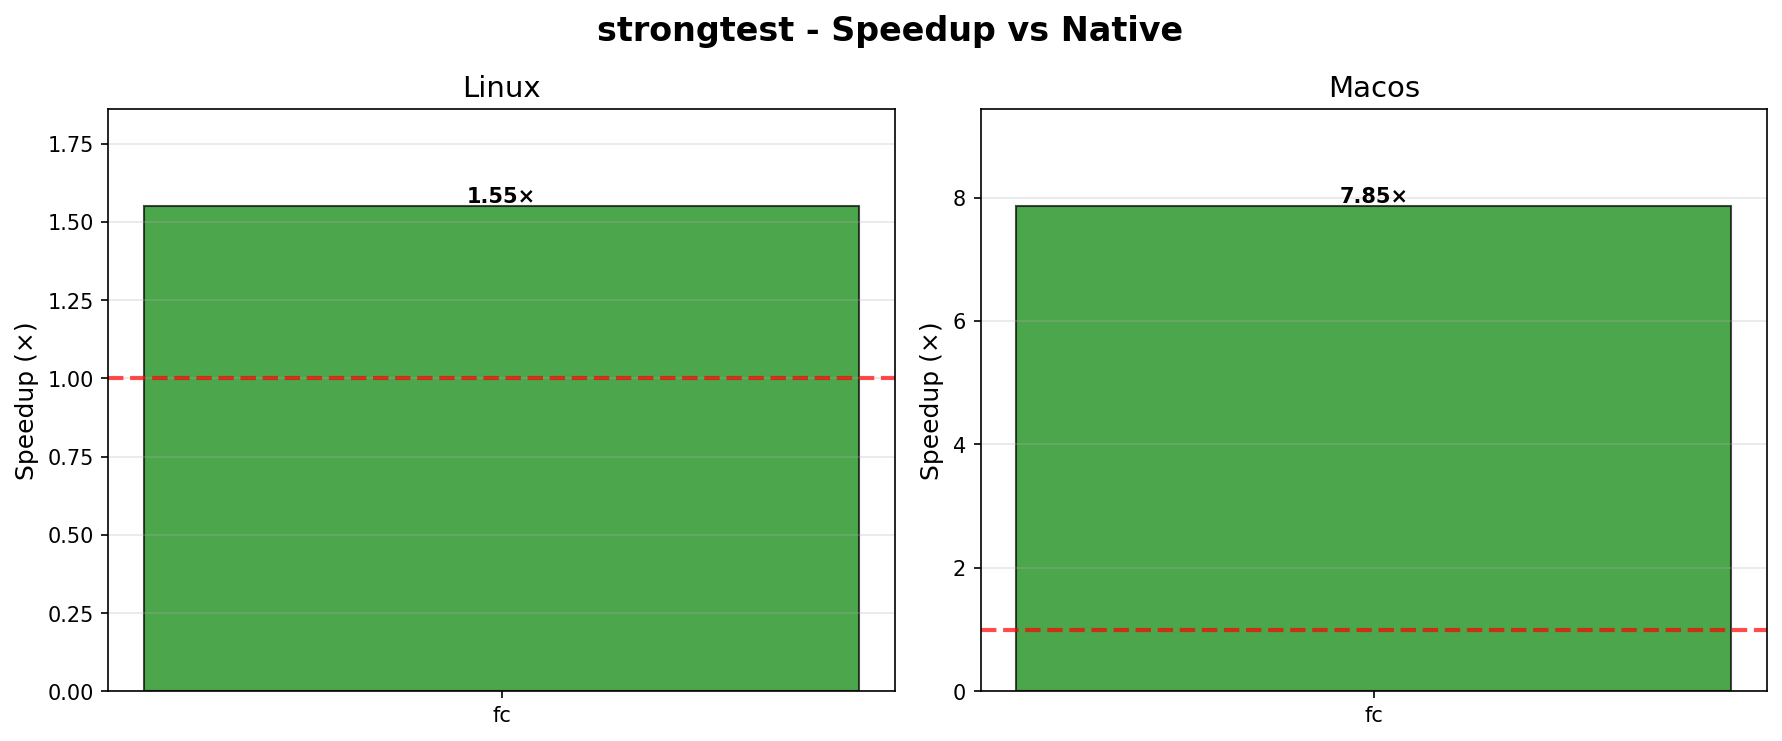 strongtest - Speedup vs Native
Linux
Speedup (×)
1.75
1.50
1.25
1.00
0.75
0.50
0.25
0.00
1.55×
fc
Macos
Speedup (×)
8
6
4
2
0
7.85×
fc